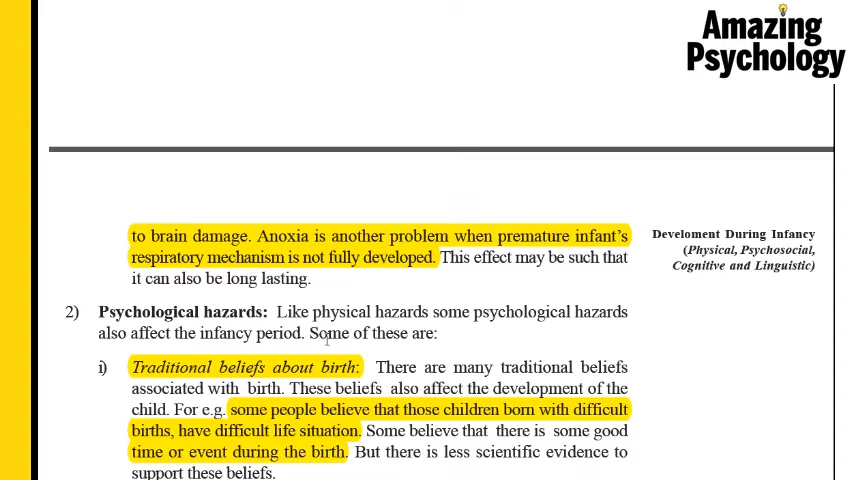 Amazing
Psychology
to brain damage. Anoxia is another problem when premature infant's
respiratory mechanism is not fully developed. This effect may be such that
it can also be long lasting.
Develoment During Infancy
(Physical, Psychosocial,
Cognitive and Linguistic)
2) Psychological hazards: Like physical hazards some psychological hazards
also affect the infancy period. Some of these are:
i) Traditional beliefs about birth: There are many traditional beliefs
associated with birth. These beliefs also affect the development of the
child. For e.g. some people believe that those children born with difficult
births, have difficult life situation. Some believe that there is some good
time or event during the birth. But there is less scientific evidence to
support these beliefs.